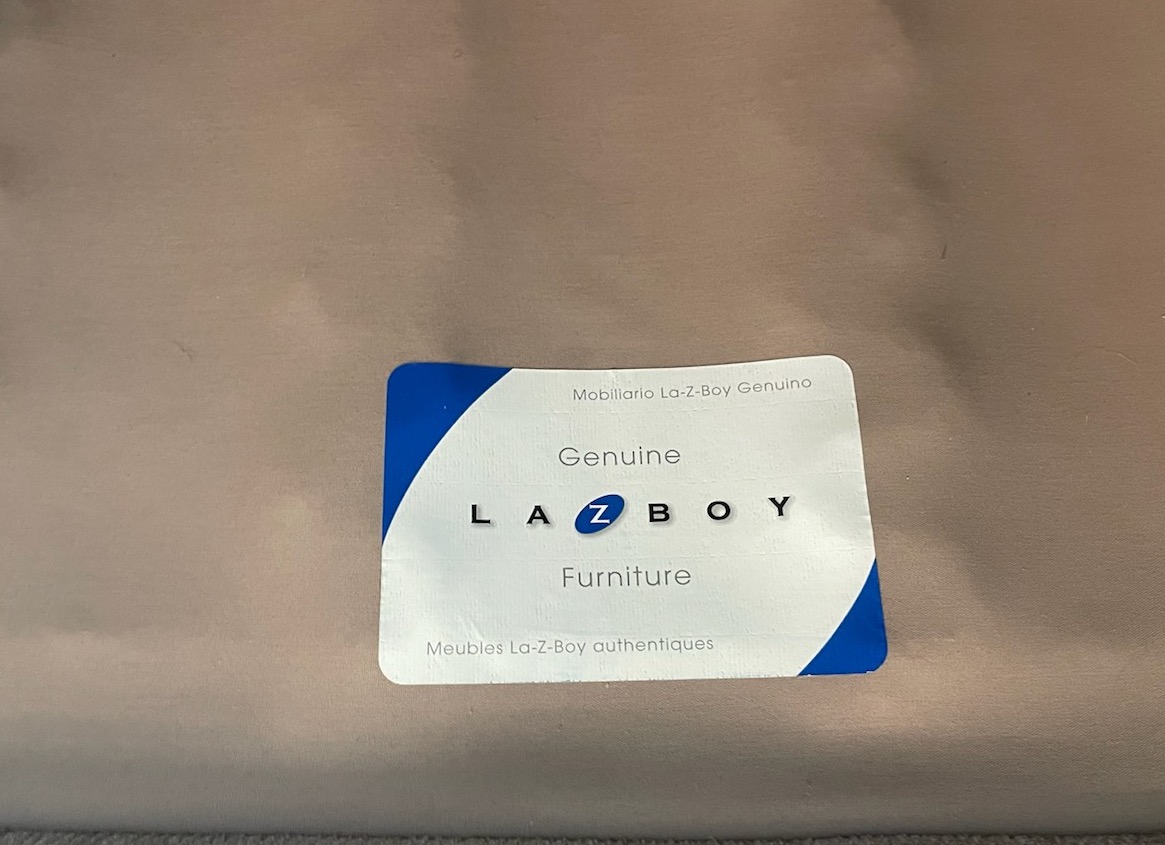 Mobiliario La-Z-Boy Genuino
Genuine
LAZBOY
Furniture
Meubles La-Z-Boy authentiques